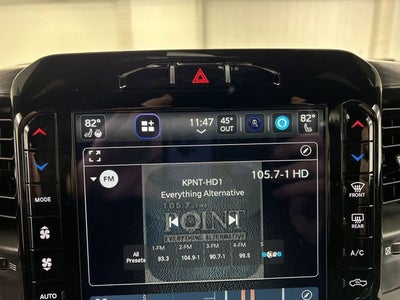 82°
11:47
45°
OUT
82°
FM
KPNT-HD1
105.7-1 HD
Everything Alternative
105.7 THE
POINT
EVERYTHING ALTERNATIVE
All
Presets
1-FM
93.3
2-FM
104.9-1
3-FM
90.7-1
4-FM
99.5
5
MODE
FRONT
REAR
A/C
AUTO